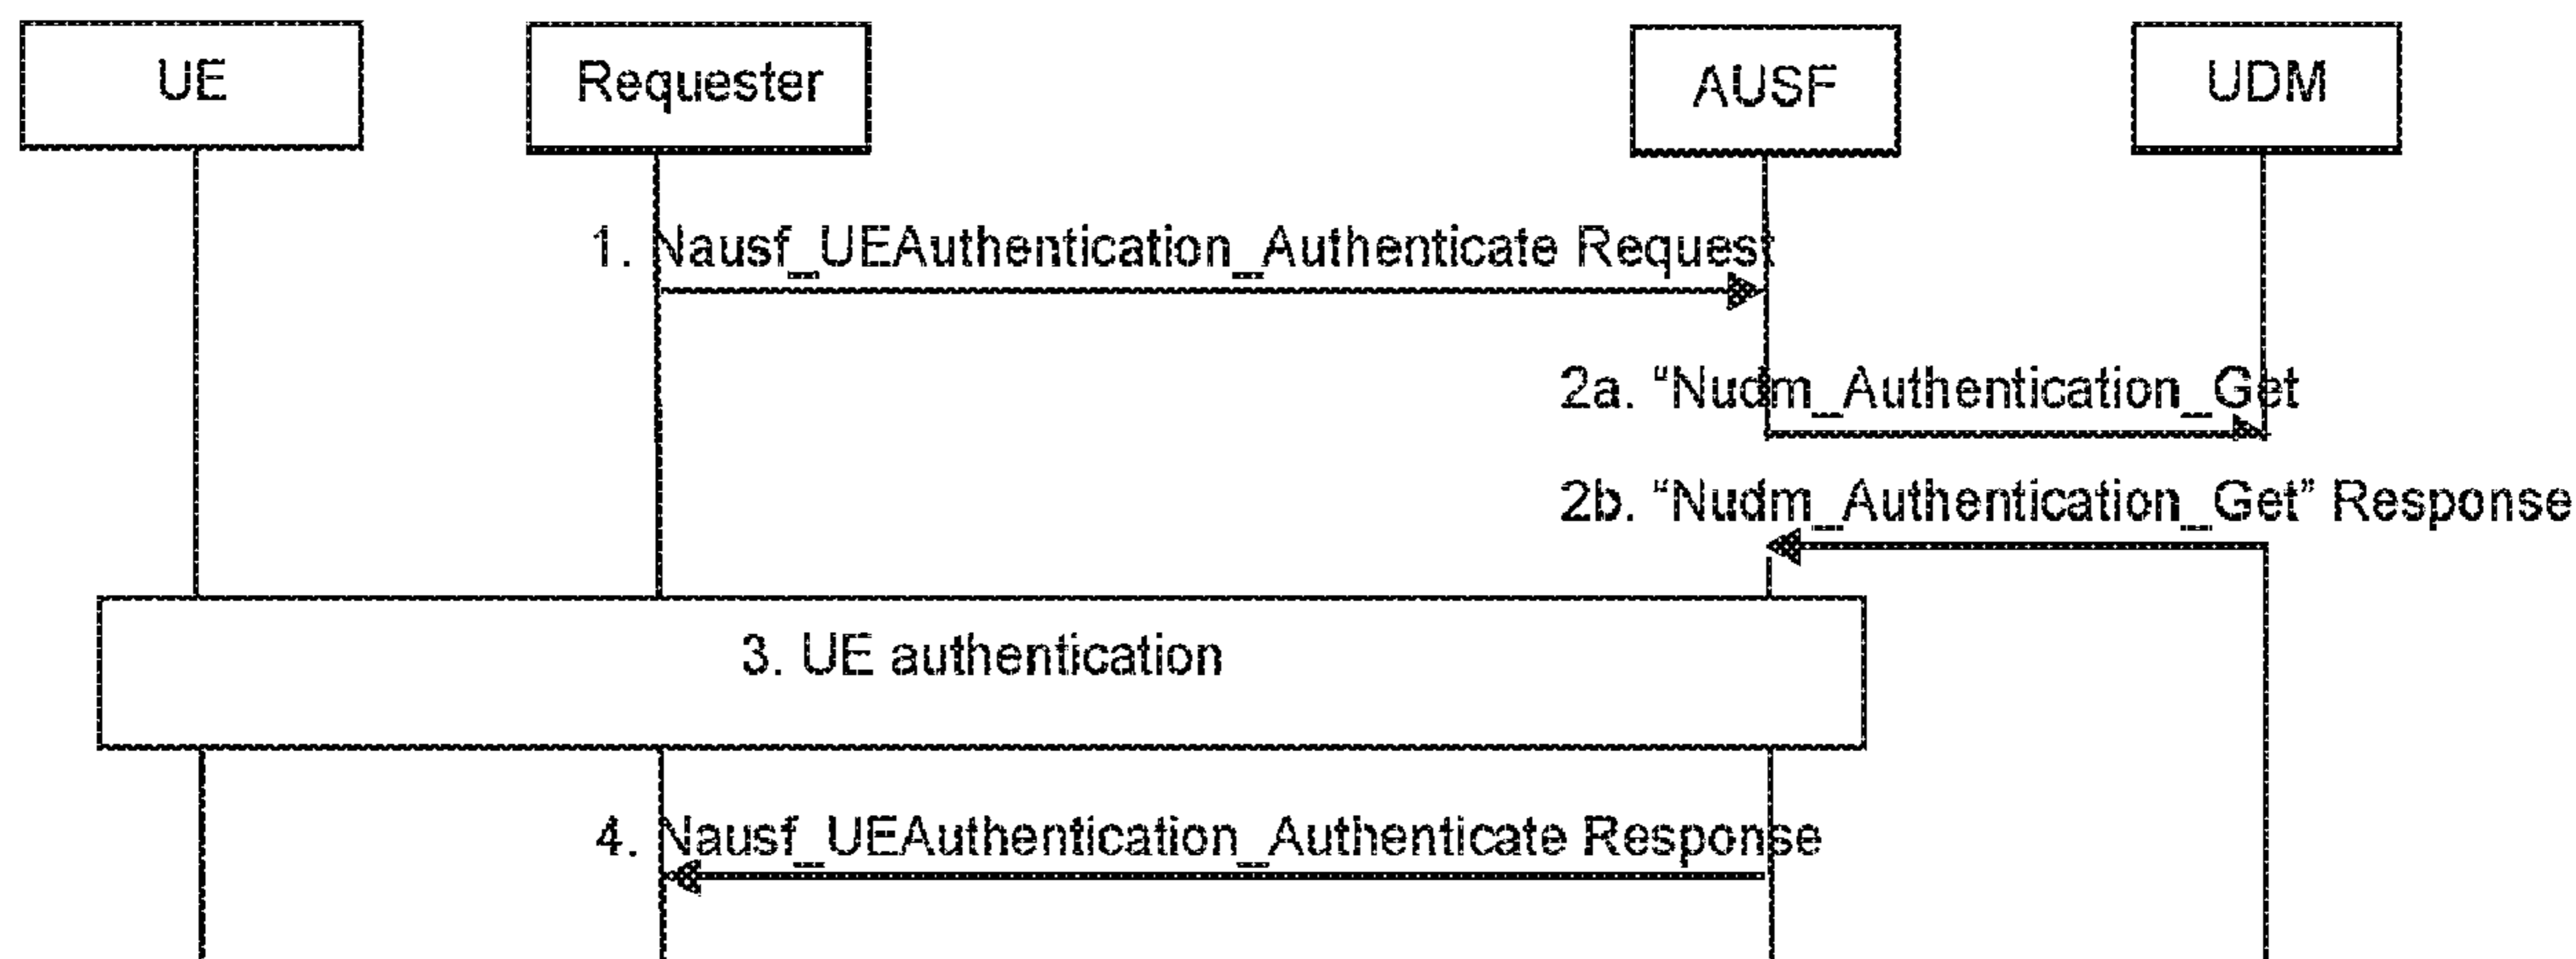 UE
Requester
AUSF
UDM
1. Nausf_UEAuthentication_Authenticate Request
2a. “Nudm_Authentication_Get
2b. “Nudm_Authentication_Get” Response
3. UE authentication
4. Nausf_UEAuthentication_Authenticate Response